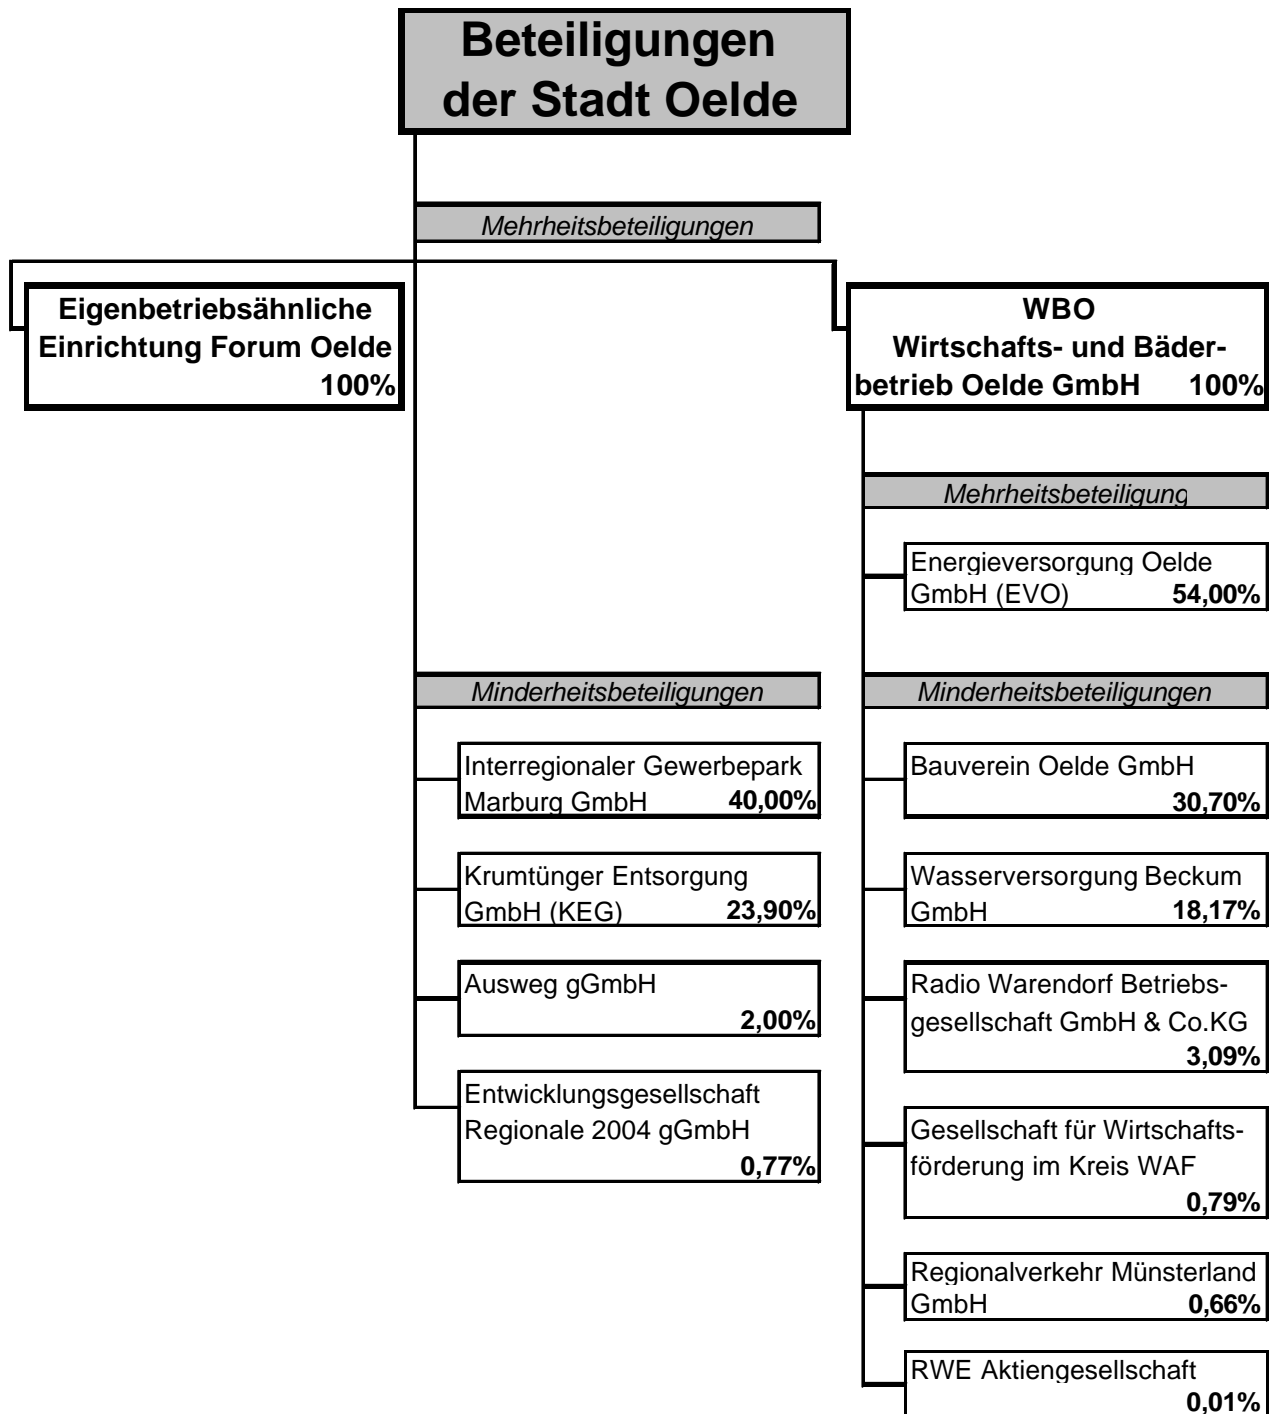 Beteiligungen
der Stadt Oelde
Mehrheitsbeteiligungen
Eigenbetriebsähnliche
Einrichtung Forum Oelde
100%
WBO
Wirtschafts- und Bäder-
betrieb Oelde GmbH 100%
Mehrheitsbeteiligung
Energieversorgung Oelde
GmbH (EVO) 54,00%
Minderheitsbeteiligungen
Interregionaler Gewerbepark
Marburg GmbH 40,00%
Krumtünger Entsorgung
GmbH (KEG) 23,90%
Ausweg gGmbH
2,00%
Entwicklungsgesellschaft
Regionale 2004 gGmbH
0,77%
Minderheitsbeteiligungen
Bauverein Oelde GmbH
30,70%
Wasserversorgung Beckum
GmbH 18,17%
Radio Warendorf Betriebs-
gesellschaft GmbH & Co.KG
3,09%
Gesellschaft für Wirtschafts-
förderung im Kreis WAF
0,79%
Regionalverkehr Münsterland
GmbH 0,66%
RWE Aktiengesellschaft
0,01%